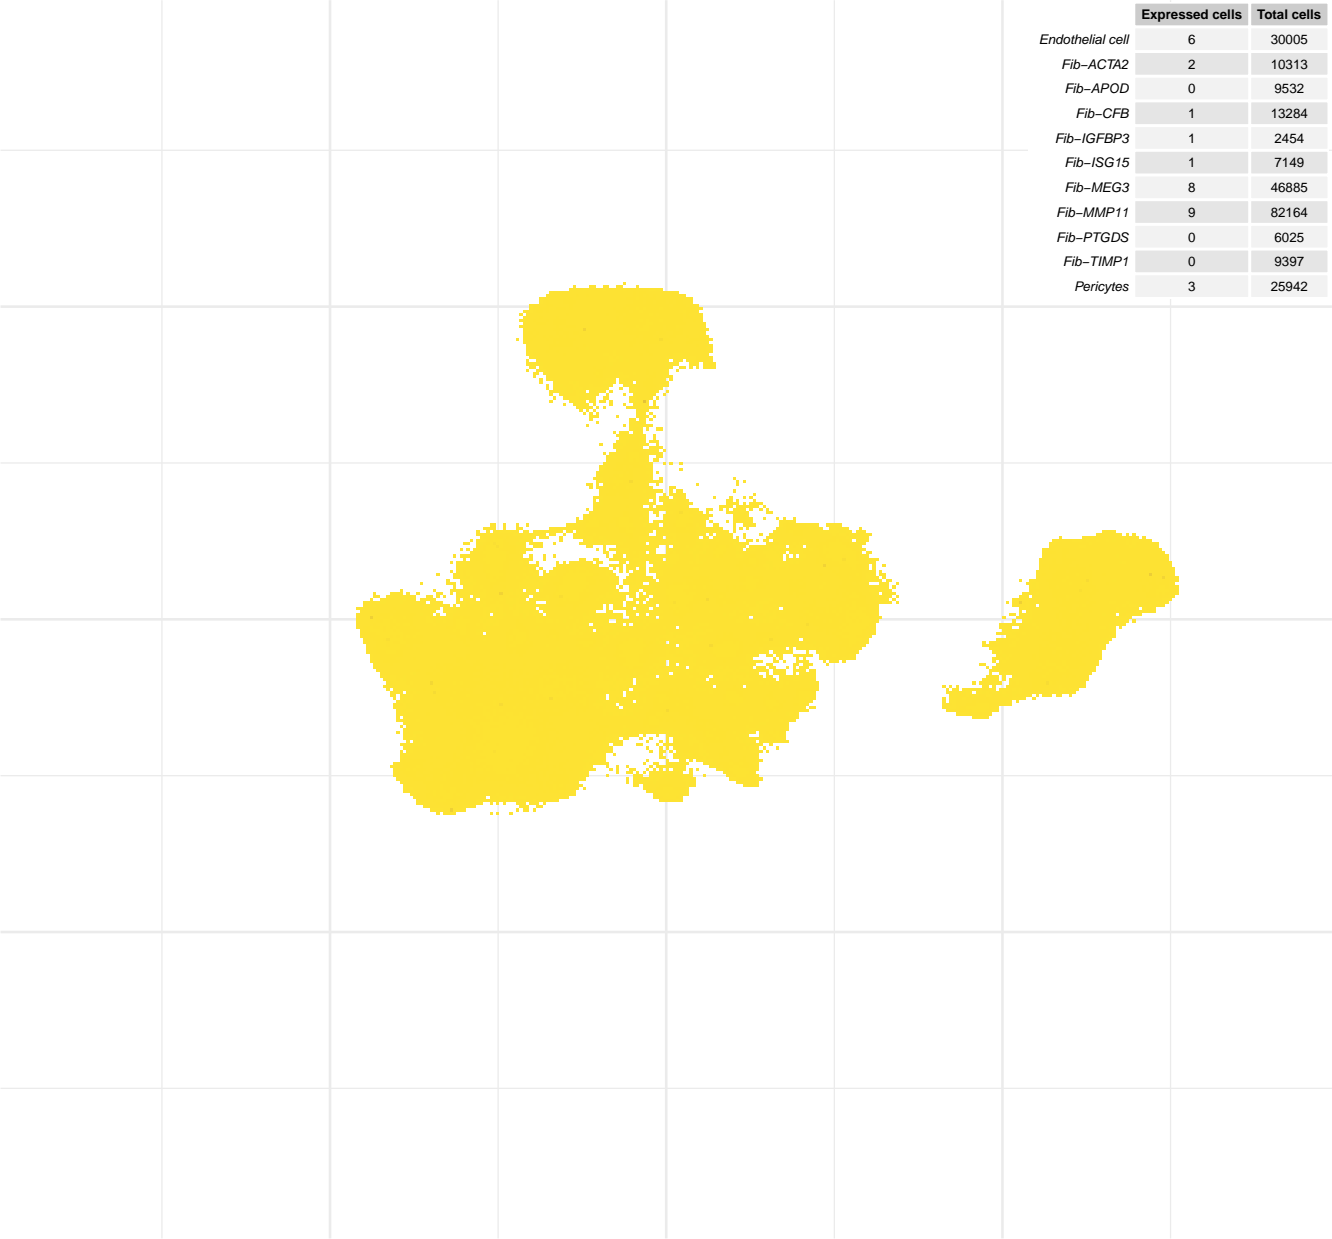 Expressed cells Total cells
Endothelial cell 6 30005
Fib−ACTA2 2 10313
Fib−APOD 0 9532
Fib−CFB 1 13284
Fib−IGFBP3 1 2454
Fib−ISG15 1 7149
Fib−MEG3 8 46885
Fib−MMP11 9 82164
Fib−PTGDS 0 6025
Fib−TIMP1 0 9397
Pericytes 3 25942